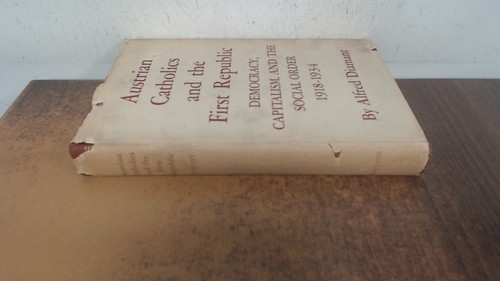 Austrian
Catholics
and the
First Republic
DEMOCRACY,
CAPITALISM, AND THE
SOCIAL ORDER
1918-1934
By Alfred Diamant